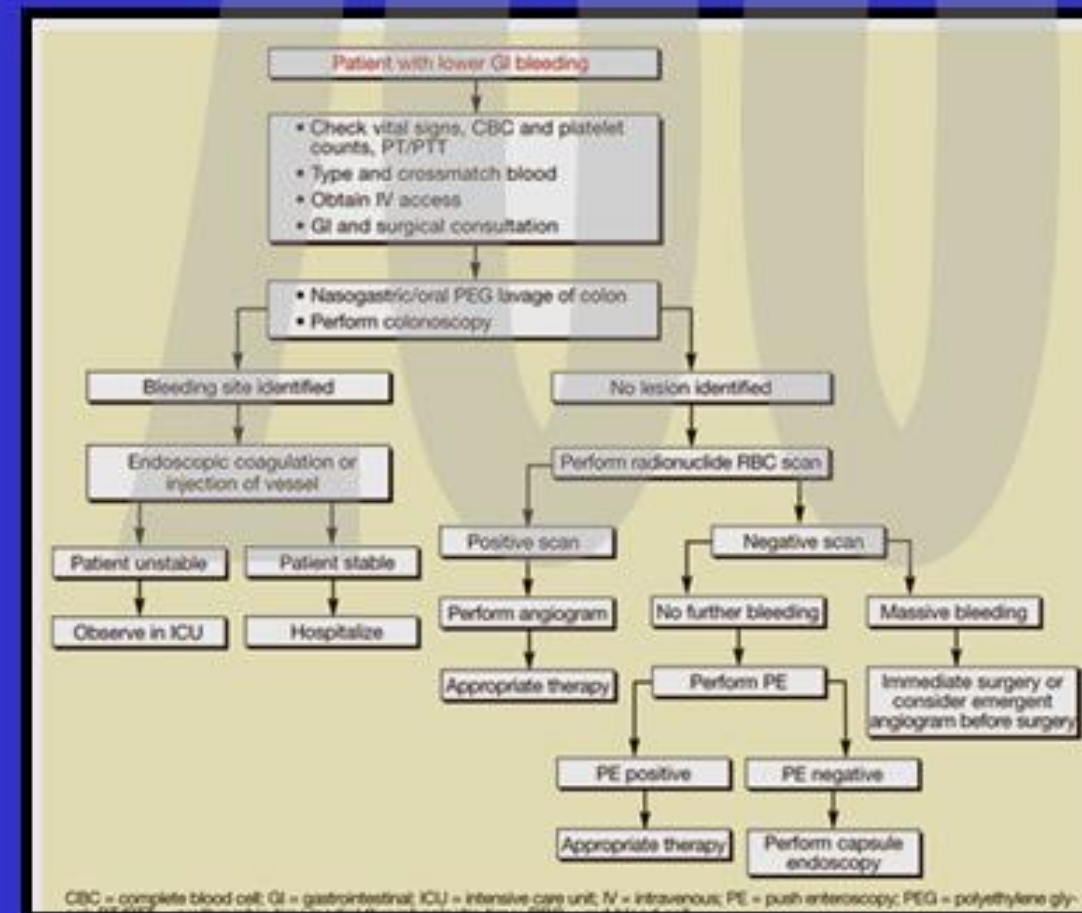 Patient with lower GI bleeding
• Check vital signs, CBC and platelet
counts, PT/PTT
• Type and crossmatch blood
• Obtain IV access
• GI and surgical consultation
• Nasogastric/oral PEG lavage of colon
• Perform colonoscopy
Bleeding site identified
No lesion identified
Endoscopic coagulation or
injection of vessel
Perform radionuclide RBC scan
Patient unstable
Patient stable
Positive scan
Negative scan
Observe in ICU
Hospitalize
Perform angiogram
No further bleeding
Massive bleeding
Appropriate therapy
Perform PE
Immediate surgery or
consider emergent
angiogram before surgery
PE positive
PE negative
Appropriate therapy
Perform capsule
endoscopy
CBC = complete blood cell; GI = gastrointestinal; ICU = intensive care unit; IV = intravenous; PE = push enteroscopy; PEG = polyethylene gly-